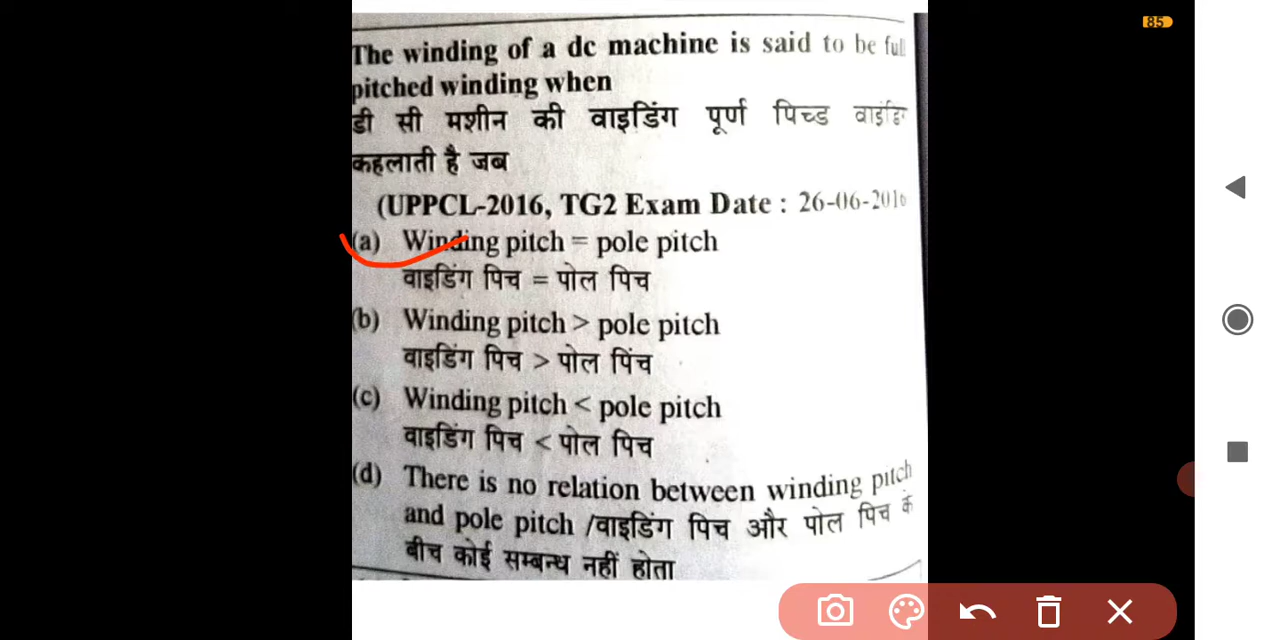 85
The winding of a dc machine is said to be full
pitched winding when
डी सी मशीन की वाइडिंग पूर्ण पिच्ड वाइंडिंग
कहलाती है जब
(UPPCL-2016, TG2 Exam Date : 26-06-2016
(a) Winding pitch = pole pitch
वाइडिंग पिच = पोल पिच
(b) Winding pitch > pole pitch
वाइडिंग पिच > पोल पिंच
(c) Winding pitch < pole pitch
वाइडिंग पिच < पोल पिच
(d) There is no relation between winding pitch
and pole pitch /वाइडिंग पिच और पोल पिच के
बीच कोई सम्बन्ध नहीं होता